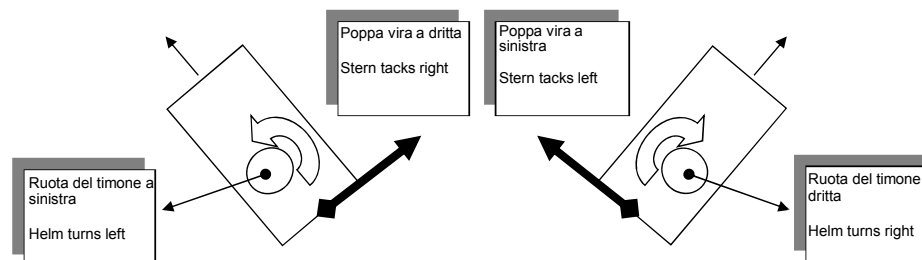 Poppa vira a dritta
Stern tacks right
Poppa vira a
sinistra
Stern tacks left
Ruota del timone a
sinistra
Helm turns left
Ruota del timone
dritta
Helm turns right